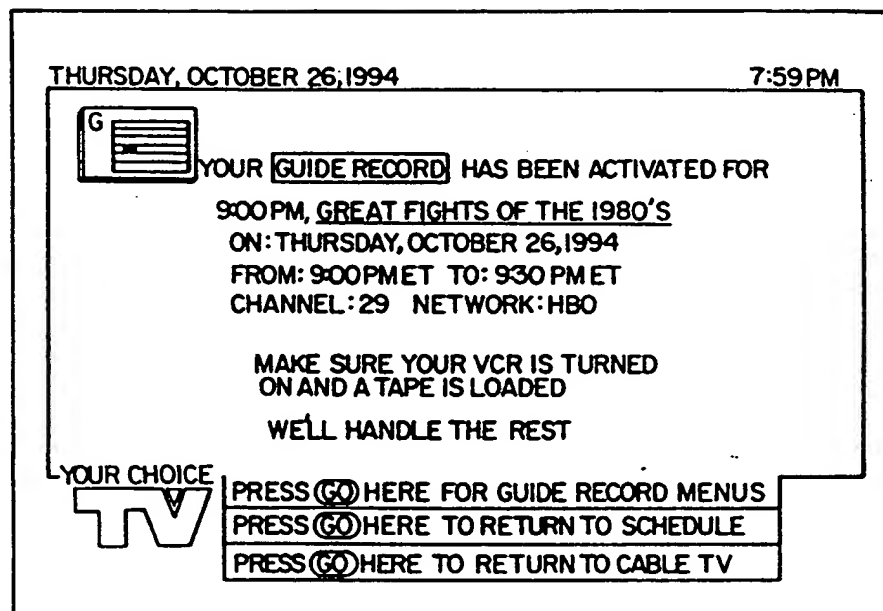 THURSDAY, OCTOBER 26, 1994 7:59 PM
G
YOUR GUIDE RECORD HAS BEEN ACTIVATED FOR
9:00 PM, GREAT FIGHTS OF THE 1980'S
ON: THURSDAY, OCTOBER 26, 1994
FROM: 9:00 PM ET TO: 9:30 PM ET
CHANNEL: 29 NETWORK: HBO
MAKE SURE YOUR VCR IS TURNED
ON AND A TAPE IS LOADED
WE'LL HANDLE THE REST
YOUR CHOICE
TV
PRESS GO HERE FOR GUIDE RECORD MENUS
PRESS GO HERE TO RETURN TO SCHEDULE
PRESS GO HERE TO RETURN TO CABLE TV